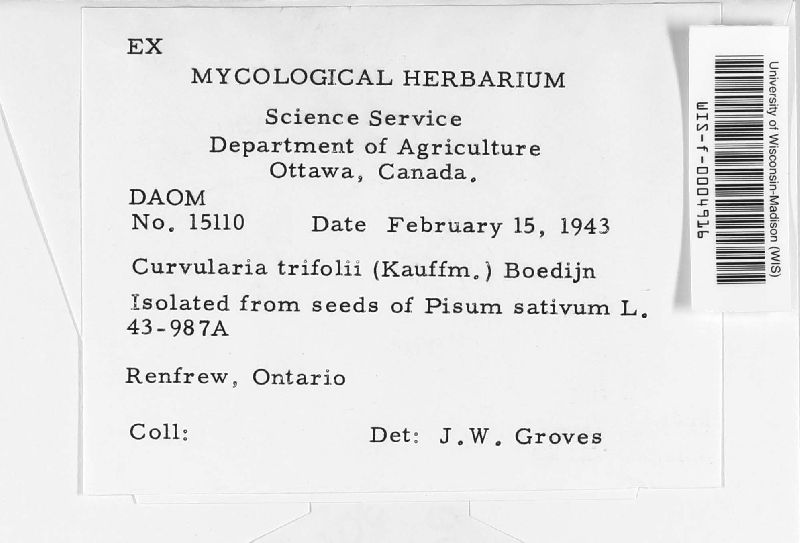 EX
MYCOLOGICAL HERBARIUM
Science Service
Department of Agriculture
Ottawa, Canada.
DAOM
No. 15110 Date February 15, 1943
Curvularia trifolii (Kauffm.) Boedijn
Isolated from seeds of Pisum sativum L.
43-987A
Renfrew, Ontario
Coll: Det: J.W. Groves
University of Wisconsin-Madison (WIS)
WIS-f-0004916